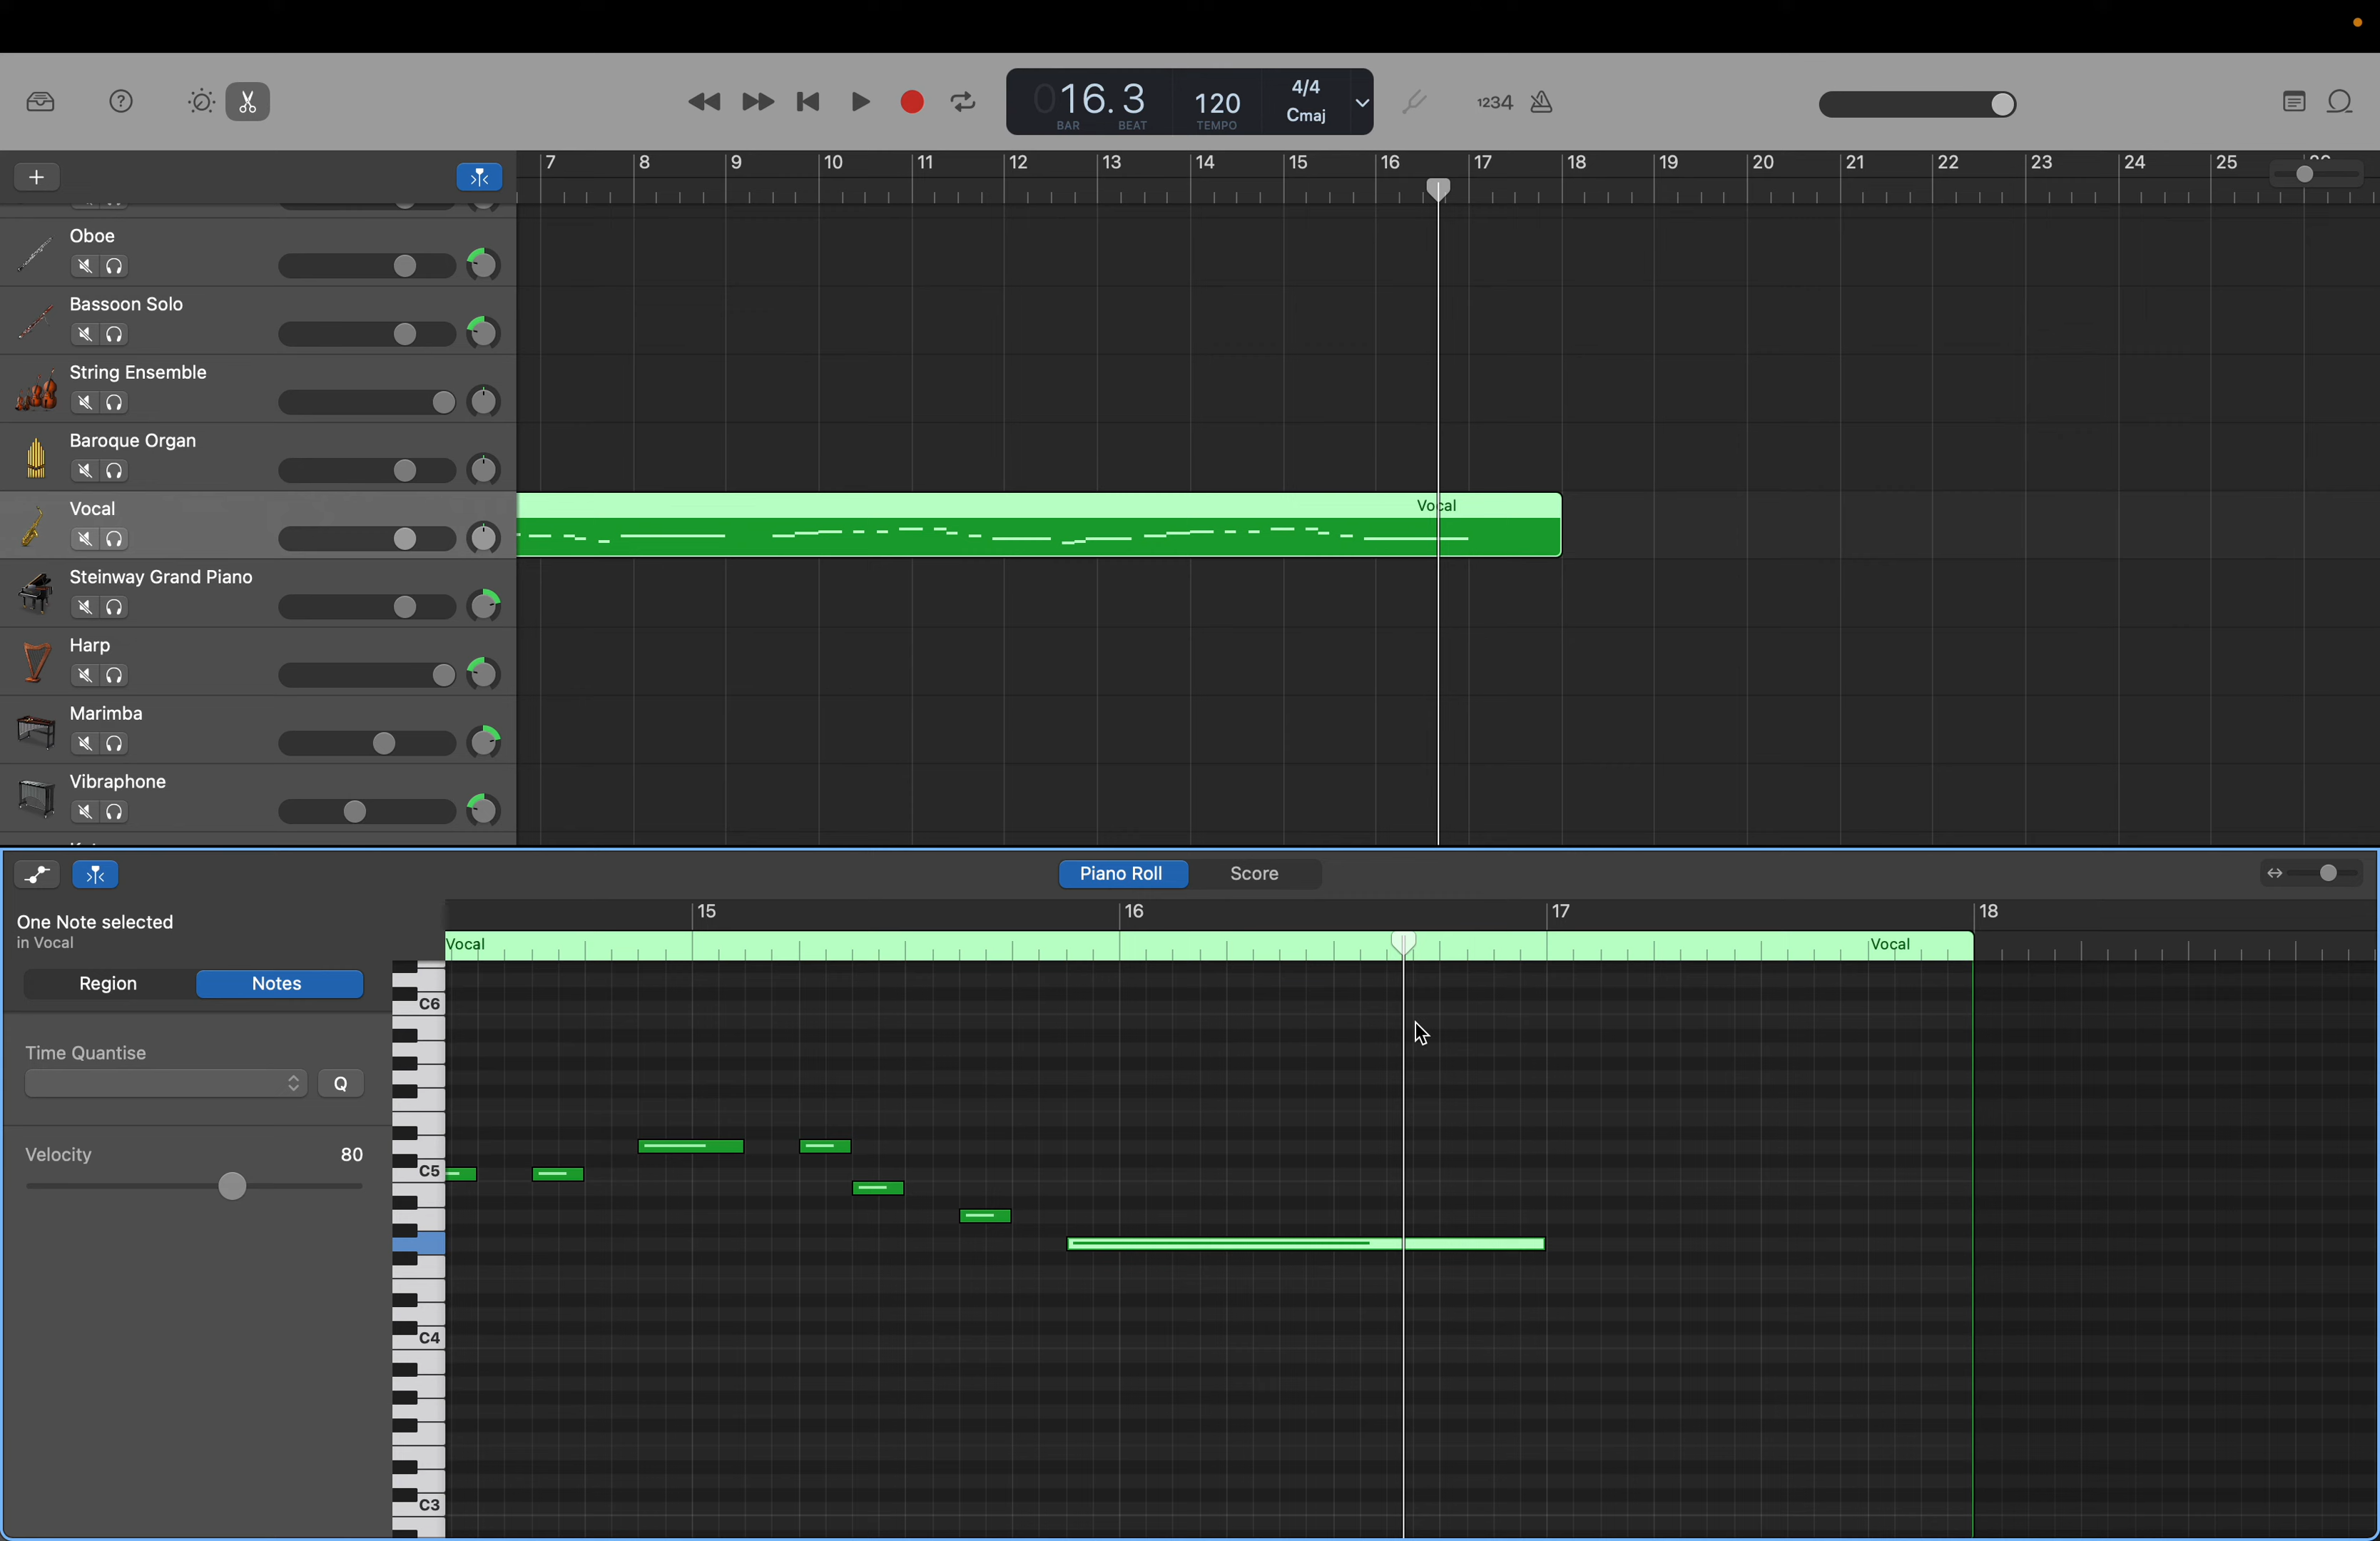 016.3
120
4/4
Cmaj
BAR BEAT TEMPO
1234
7 8 9 10 11 12 13 14 15 16 17 18 19 20 21 22 23 24 25
Oboe
Bassoon Solo
String Ensemble
Baroque Organ
Vocal
Vocal
Steinway Grand Piano
Harp
Marimba
Vibraphone
Piano Roll Score
One Note selected
in Vocal
15 16 17 18
Vocal Vocal
Region Notes
C6
Time Quantise
Q
Velocity 80
C5
C4
C3